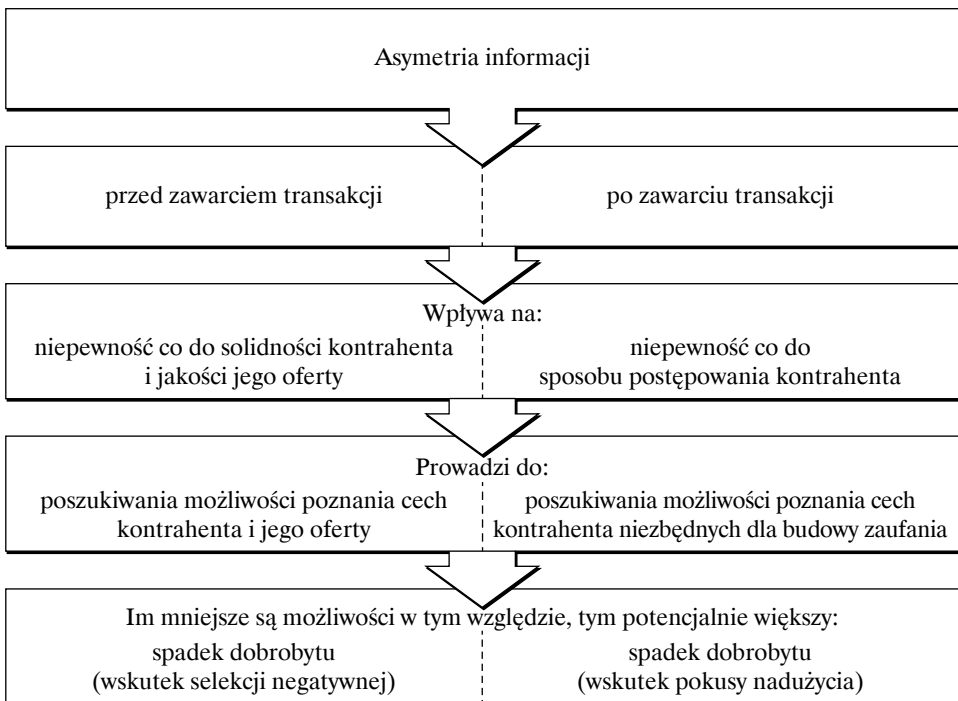 Asymetria informacji
przed zawarciem transakcji
po zawarciu transakcji
Wpływa na:
niepewność co do solidności kontrahenta
i jakości jego oferty
niepewność co do
sposobu postępowania kontrahenta
Prowadzi do:
poszukiwania możliwości poznania cech
kontrahenta i jego oferty
poszukiwania możliwości poznania cech
kontrahenta niezbędnych dla budowy zaufania
Im mniejsze są możliwości w tym względzie, tym potencjalnie większy:
spadek dobrobytu
(wskutek selekcji negatywnej)
spadek dobrobytu
(wskutek pokusy nadużycia)